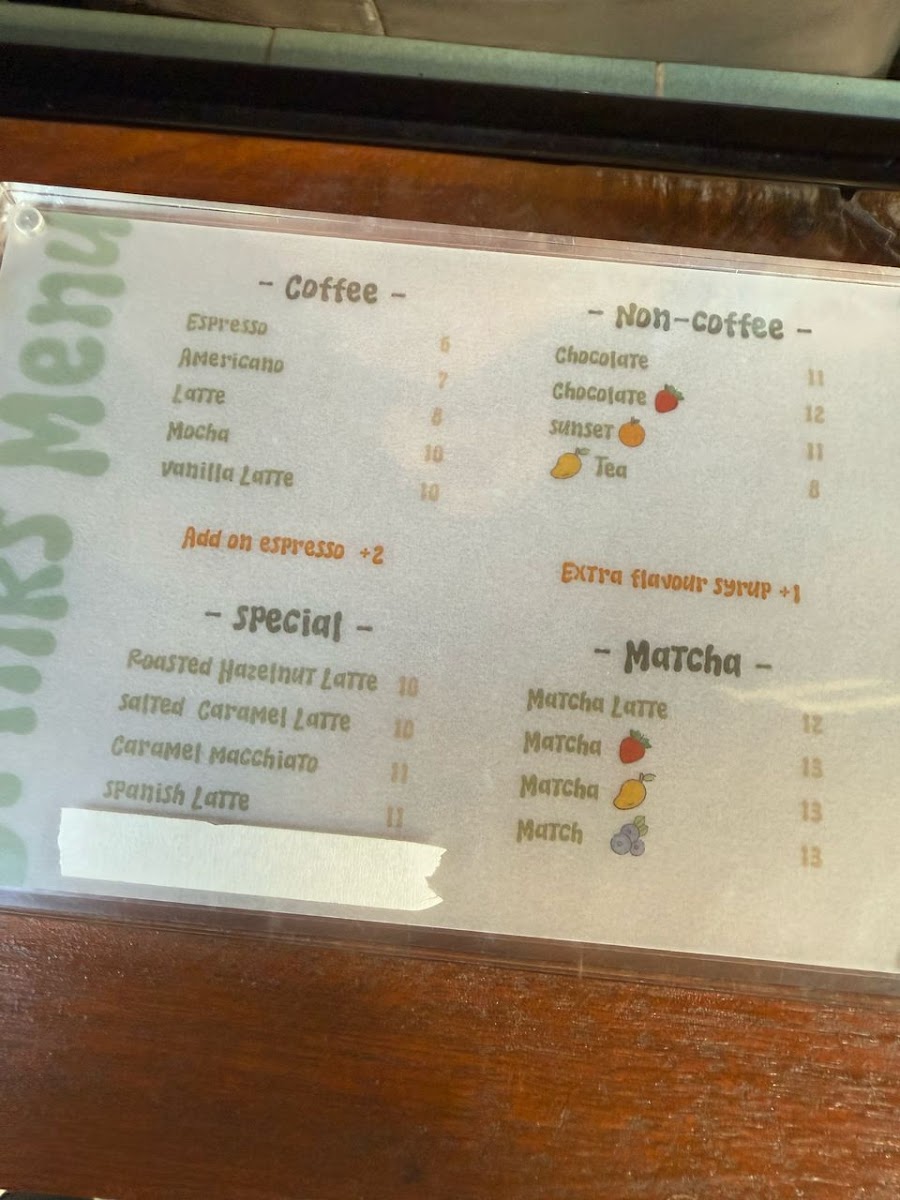 Drinks Menu
- Coffee -
Espresso 6
Americano 7
Latte 8
Mocha 10
Vanilla Latte 10
Add on espresso +2
- Special -
Roasted Hazelnut Latte 10
Salted Caramel Latte 10
Caramel Macchiato 11
Spanish Latte 11
- Non-Coffee -
Chocolate 11
Chocolate 12
Sunset 11
Tea 8
Extra flavour syrup +1
- Matcha -
Matcha Latte 12
Matcha 13
Matcha 13
Match 13